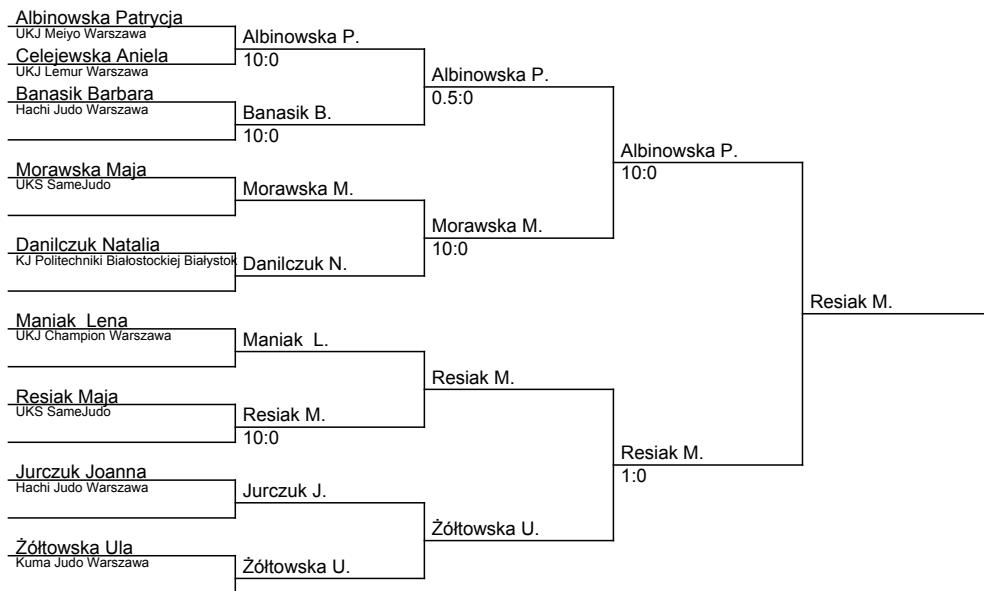 Albinowska Patrycja
UKJ Meiyo Warszawa
Celejewska Aniela
UKJ Lemur Warszawa
Banasik Barbara
Hachi Judo Warszawa
Morawska Maja
UKS SameJudo
Danilczuk Natalia
KJ Politechniki Białostockiej Białystok
Maniak  Lena
UKJ Champion Warszawa
Resiak Maja
UKS SameJudo
Jurczuk Joanna
Hachi Judo Warszawa
Żółtowska Ula
Kuma Judo Warszawa
Albinowska P.
10:0
Banasik B.
10:0
Morawska M.
Danilczuk N.
Maniak  L.
Resiak M.
10:0
Jurczuk J.
Żółtowska U.
Albinowska P.
0.5:0
Morawska M.
10:0
Resiak M.
Żółtowska U.
Albinowska P.
10:0
Resiak M.
1:0
Resiak M.